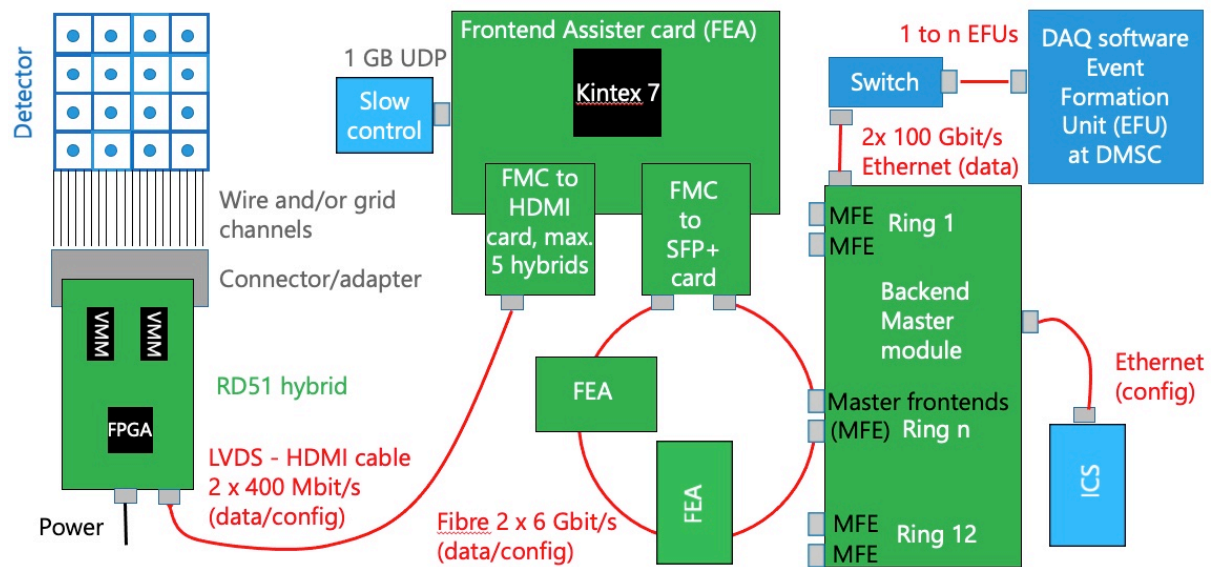 Detector
Wire and/or grid
channels
Connector/adapter
VMM
VMM
RD51 hybrid
FPGA
Power
LVDS - HDMI cable
2 x 400 Mbit/s
(data/config)
1 GB UDP
Slow
control
Frontend Assister card (FEA)
Kintex 7
FMC to
HDMI
card, max.
5 hybrids
FMC
to
SFP+
card
FEA
FEA
Fibre 2 x 6 Gbit/s
(data/config)
1 to n EFUs
Switch
DAQ software
Event
Formation
Unit (EFU)
at DMSC
2x 100 Gbit/s
Ethernet (data)
MFE
Ring 1
MFE
Backend
Master
module
Master frontends
(MFE) Ring n
MFE
Ring 12
MFE
Ethernet
(config)
ICS